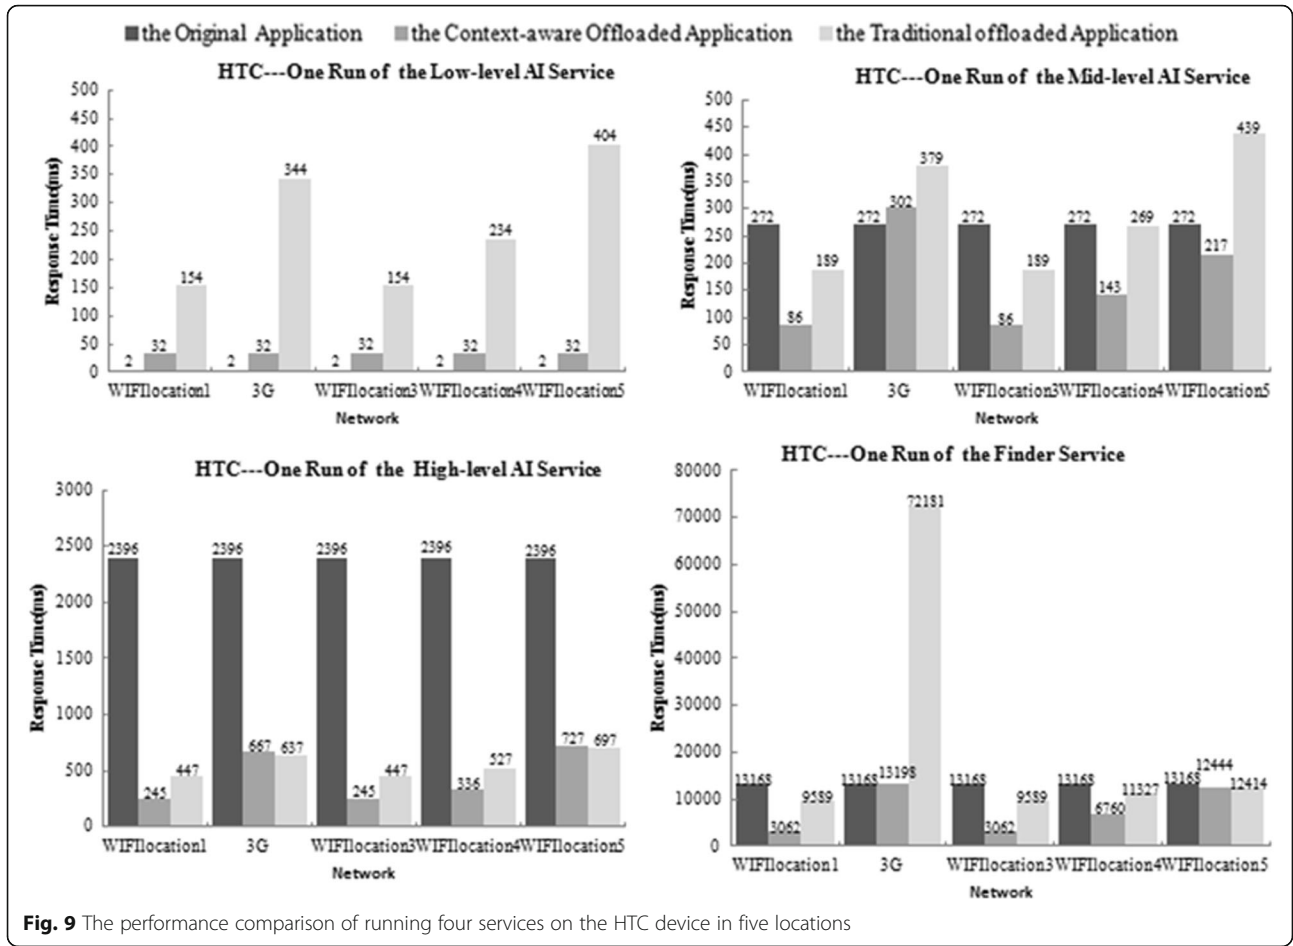 the Original Application the Context-aware Offloaded Application the Traditional offloaded Application
HTC---One Run of the Low-level AI Service
Response Time(ms)
500
450
400
350
300
250
200
150
100
50
0
2 32 154
2 32 344
2 32 154
2 32 234
2 32 404
WIFIlocation1 3G WIFIlocation3 WIFIlocation4 WIFIlocation5
Network
HTC---One Run of the Mid-level AI Service
Response Time(ms)
500
450
400
350
300
250
200
150
100
50
0
272 86 189
272 302 379
272 86 189
272 143 269
272 217 439
WIFIlocation1 3G WIFIlocation3 WIFIlocation4 WIFIlocation5
Network
HTC---One Run of the High-level AI Service
Response Time(ms)
3000
2500
2000
1500
1000
500
0
2396 245 447
2396 667 637
2396 245 447
2396 336 527
2396 727 697
WIFIlocation1 3G WIFIlocation3 WIFIlocation4 WIFIlocation5
Network
HTC---One Run of the Finder Service
Response Time(ms)
80000
70000
60000
50000
40000
30000
20000
10000
0
13168 3062 9589
13168 13198 72181
13168 3062 9589
13168 6760 11327
13168 12444 12414
WIFIlocation1 3G WIFIlocation3 WIFIlocation4 WIFIlocation5
Network
Fig. 9 The performance comparison of running four services on the HTC device in five locations